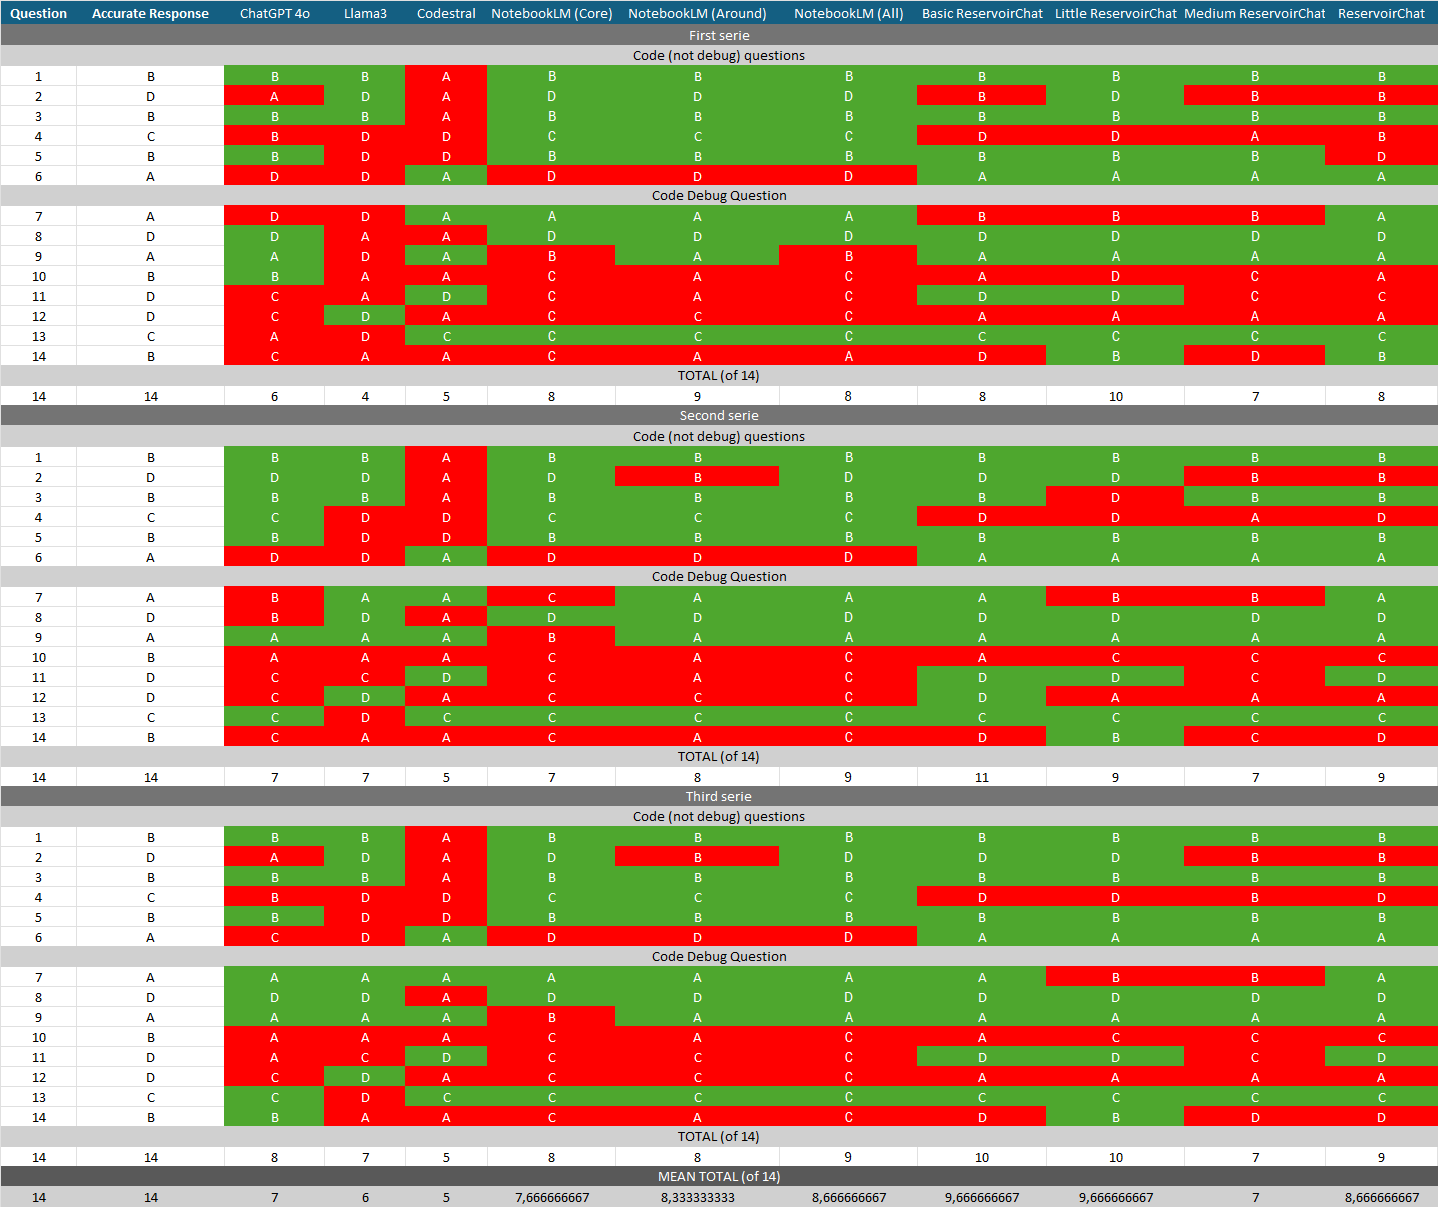 Question Accurate Response ChatGPT 4o Llama3 Codestral NotebookLM (Core) NotebookLM (Around) NotebookLM (All) Basic ReservoirChat Little ReservoirChat Medium ReservoirChat ReservoirChat
First serie
Code (not debug) questions
1 B B B A B B B B B B B
2 D A D A D D D B D B B
3 B B B A B B B B B B B
4 C B D D C C C D D A B
5 B B D D B B B B B B D
6 A D D A D D D A A A A
Code Debug Question
7 A D D A A A A B B B A
8 D D A A D D D D D D D
9 A A D A B A B A A A A
10 B B A A C A C A D C A
11 D C A D C A C D D C C
12 D C D A C C C A A A A
13 C A D C C C C C C C C
14 B C A A C A A D B D B
TOTAL (of 14)
14 14 6 4 5 8 9 8 8 10 7 8
Second serie
Code (not debug) questions
1 B B B A B B B B B B B
2 D D D A D B D D D B B
3 B B B A B B B B D B B
4 C C D D C C C D D A D
5 B B D D B B B B B B B
6 A D D A D D D A A A A
Code Debug Question
7 A B A A C A A A B B A
8 D B D A D D D D D D D
9 A A A A B A A A A A A
10 B A A A C A C A C C C
11 D C C D C A C D D C D
12 D C D A C C C D A A A
13 C C D C C C C C C C C
14 B C A A C A C D B C D
TOTAL (of 14)
14 14 7 7 5 7 8 9 11 9 7 9
Third serie
Code (not debug) questions
1 B B B A B B B B B B B
2 D A D A D B D D D B B
3 B B B A B B B B B B B
4 C B D D C C C D D B D
5 B B D D B B B B B B B
6 A C D A D D D A A A A
Code Debug Question
7 A A A A A A A A B B A
8 D D D A D D D D D D D
9 A A A A B A A A A A A
10 B A A A C A C A C C C
11 D A C D C C C D D C D
12 D C D A C C C A A A A
13 C C D C C C C C C C C
14 B B A A C A C D B D D
TOTAL (of 14)
14 14 8 7 5 8 8 9 10 10 7 9
MEAN TOTAL (of 14)
14 14 7 6 5 7,666666667 8,333333333 8,666666667 9,666666667 9,666666667 7 8,666666667